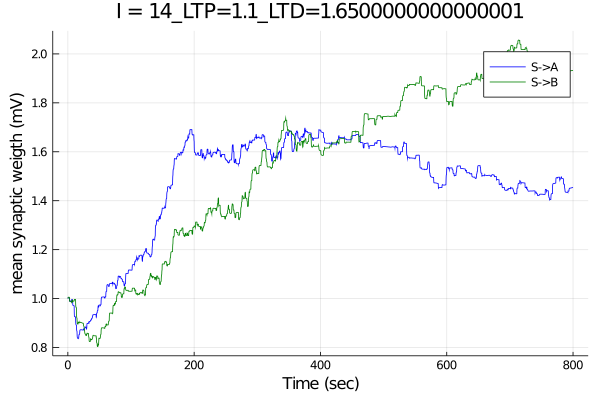 I = 14_LTP=1.1_LTD=1.6500000000000001
mean synaptic weigth (mV)
2.0
1.8
1.6
1.4
1.2
1.0
0.8
S->A
S->B
0 200 400 600 800
Time (sec)